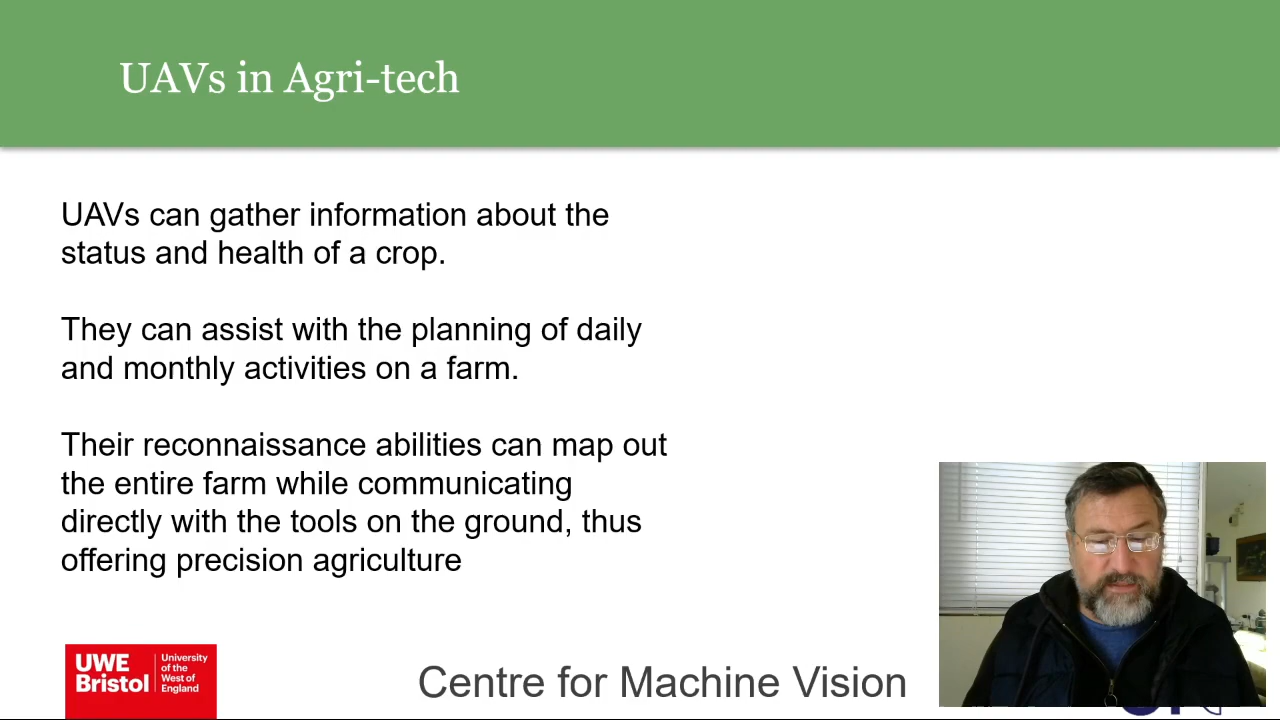 UAVs in Agri-tech
UAVs can gather information about the
status and health of a crop.
They can assist with the planning of daily
and monthly activities on a farm.
Their reconnaissance abilities can map out
the entire farm while communicating
directly with the tools on the ground, thus
offering precision agriculture
UWE
Bristol
University
of the
West of
England
Centre for Machine Vision